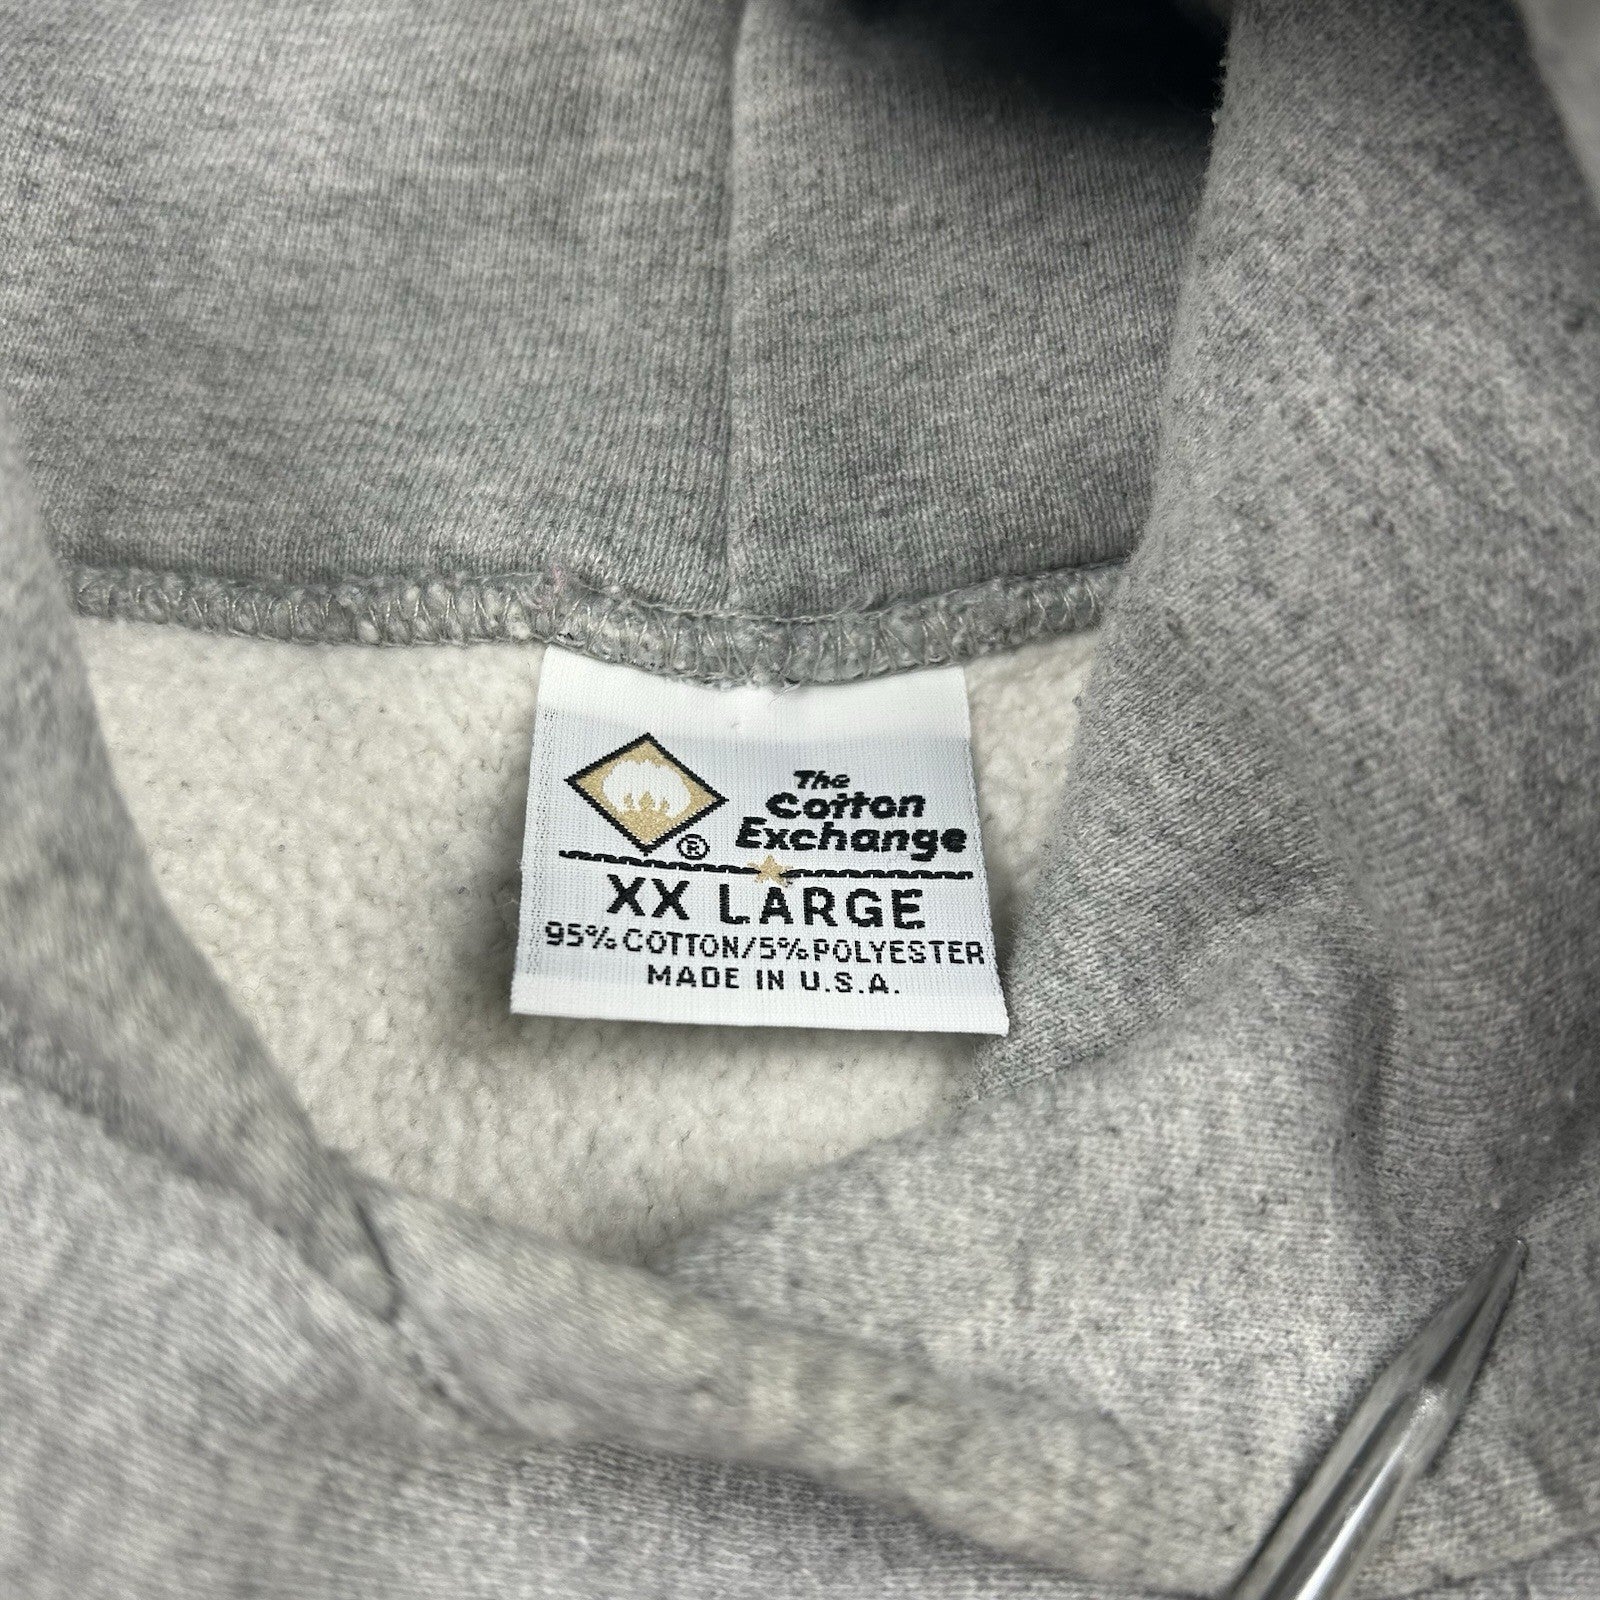 The
Cotton
Exchange
®
XX LARGE
95% COTTON/5% POLYESTER
MADE IN U.S.A.